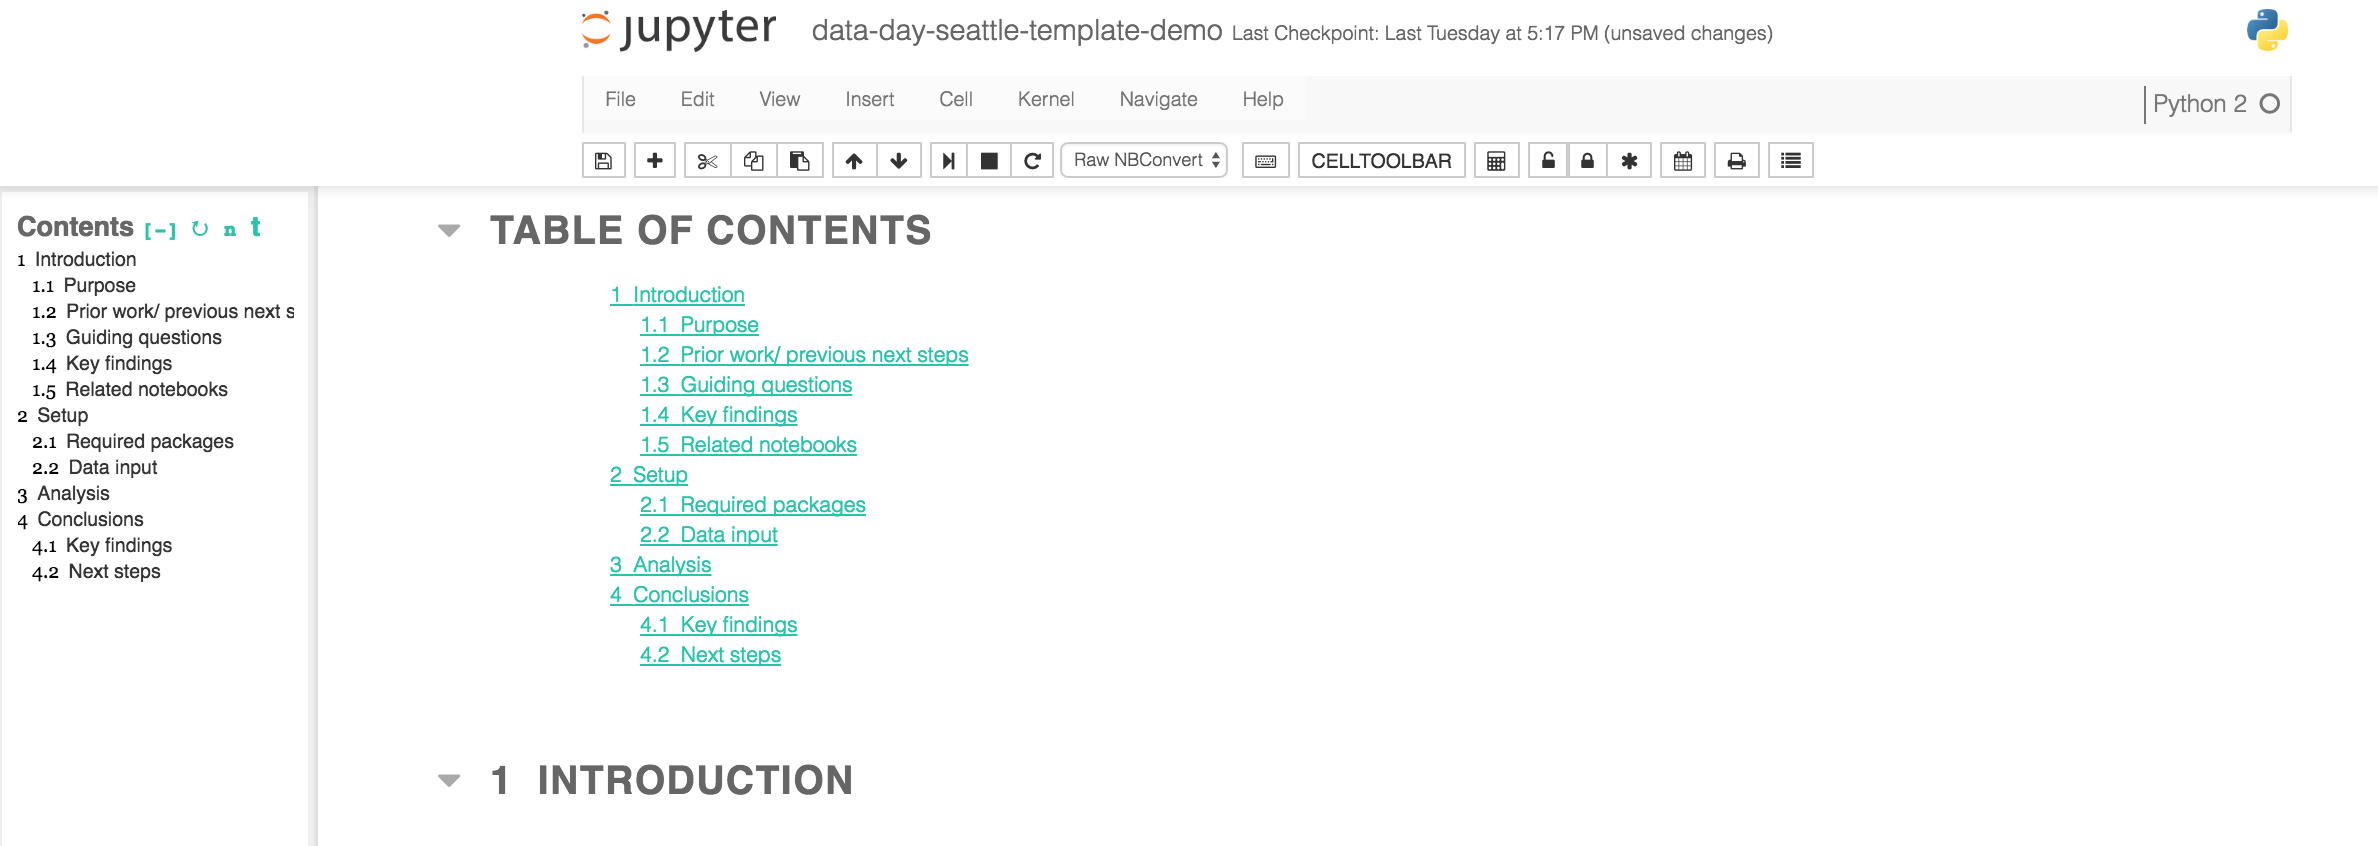 jupyter data-day-seattle-template-demo Last Checkpoint: Last Tuesday at 5:17 PM (unsaved changes)
File Edit View Insert Cell Kernel Navigate Help Python 2
Raw NBConvert CELLTOOLBAR
Contents [-] ↻ n t
1 Introduction
1.1 Purpose
1.2 Prior work/ previous next s
1.3 Guiding questions
1.4 Key findings
1.5 Related notebooks
2 Setup
2.1 Required packages
2.2 Data input
3 Analysis
4 Conclusions
4.1 Key findings
4.2 Next steps
TABLE OF CONTENTS
1 Introduction
1.1 Purpose
1.2 Prior work/ previous next steps
1.3 Guiding questions
1.4 Key findings
1.5 Related notebooks
2 Setup
2.1 Required packages
2.2 Data input
3 Analysis
4 Conclusions
4.1 Key findings
4.2 Next steps
1 INTRODUCTION